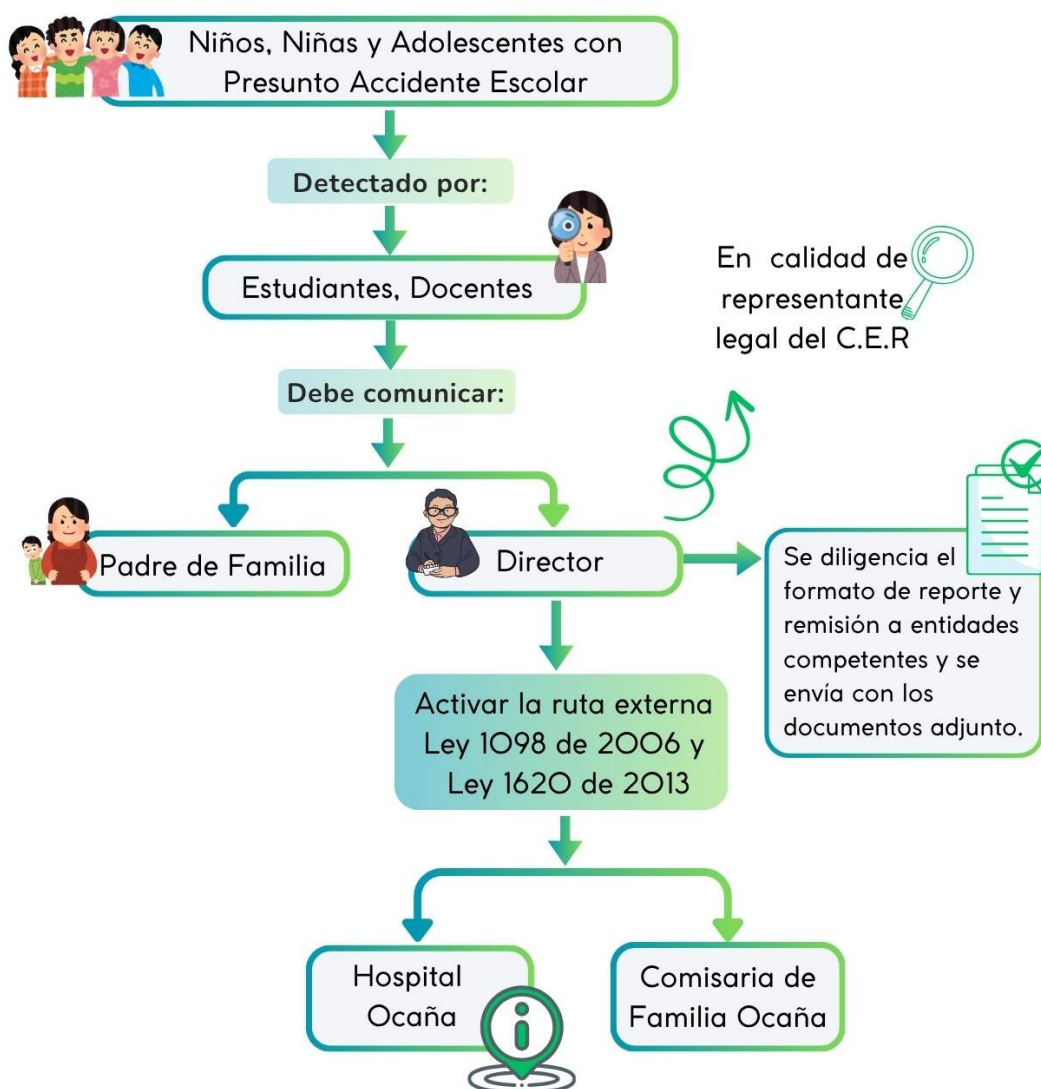 Niños, Niñas y Adolescentes con
Presunto Accidente Escolar
Detectado por:
Estudiantes, Docentes
En calidad de
representante
legal del C.E.R
Debe comunicar:
Padre de Familia
Director
Se diligencia el
formato de reporte y
remisión a entidades
competentes y se
envía con los
documentos adjunto.
Activar la ruta externa
Ley 1098 de 2006 y
Ley 1620 de 2013
Hospital
Ocaña
Comisaria de
Familia Ocaña